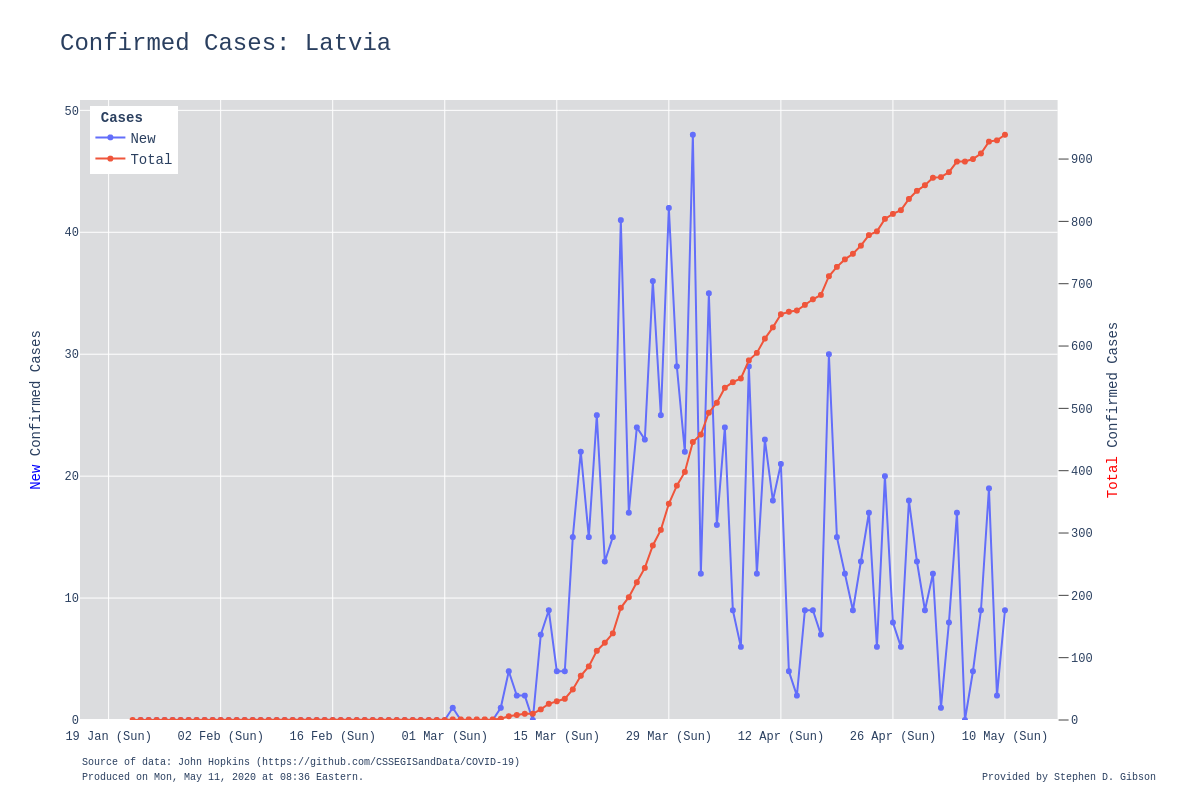 Confirmed Cases: Latvia
Cases
New
Total
50
40
30
20
10
0
New Confirmed Cases
900
800
700
600
500
400
300
200
100
0
Total Confirmed Cases
19 Jan (Sun) 02 Feb (Sun) 16 Feb (Sun) 01 Mar (Sun) 15 Mar (Sun) 29 Mar (Sun) 12 Apr (Sun) 26 Apr (Sun) 10 May (Sun)
Source of data: John Hopkins (https://github.com/CSSEGISandData/COVID-19)
Produced on Mon, May 11, 2020 at 08:36 Eastern.
Provided by Stephen D. Gibson